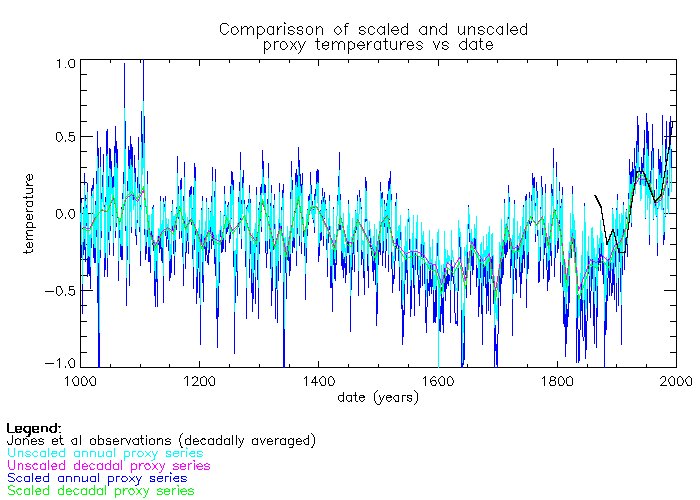 Comparisson of scaled and unscaled
proxy temperatures vs date
1.0
0.5
0.0
−0.5
−1.0
temperature
1000 1200 1400 1600 1800 2000
date (years)
Legend:
Jones et al observations (decadally averaged)
Unscaled annual proxy series
Unscaled decadal proxy series
Scaled annual proxy series
Scaled decadal proxy series